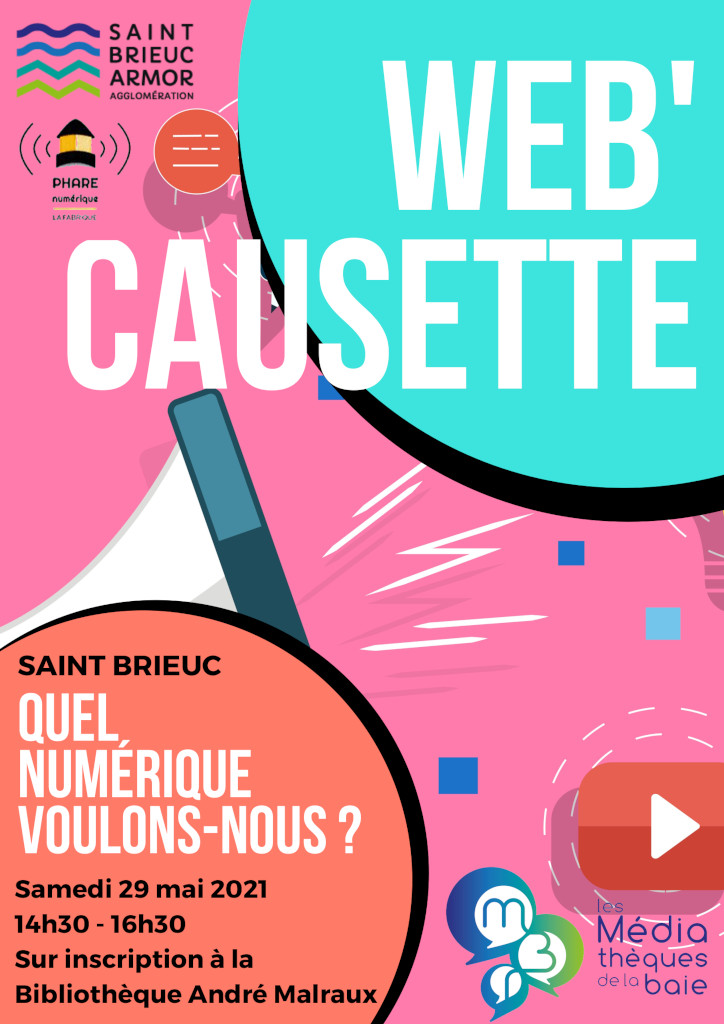 SAINT
BRIEUC
ARMOR
AGGLOMÉRATION
PHARE
numérique
LA FABRIQUE
WEB'
CAUSETTE
SAINT BRIEUC
QUEL
NUMÉRIQUE
VOULONS-NOUS ?
Samedi 29 mai 2021
14h30 - 16h30
Sur inscription à la
Bibliothèque André Malraux
mBn
les
Média
thèques
de la baie